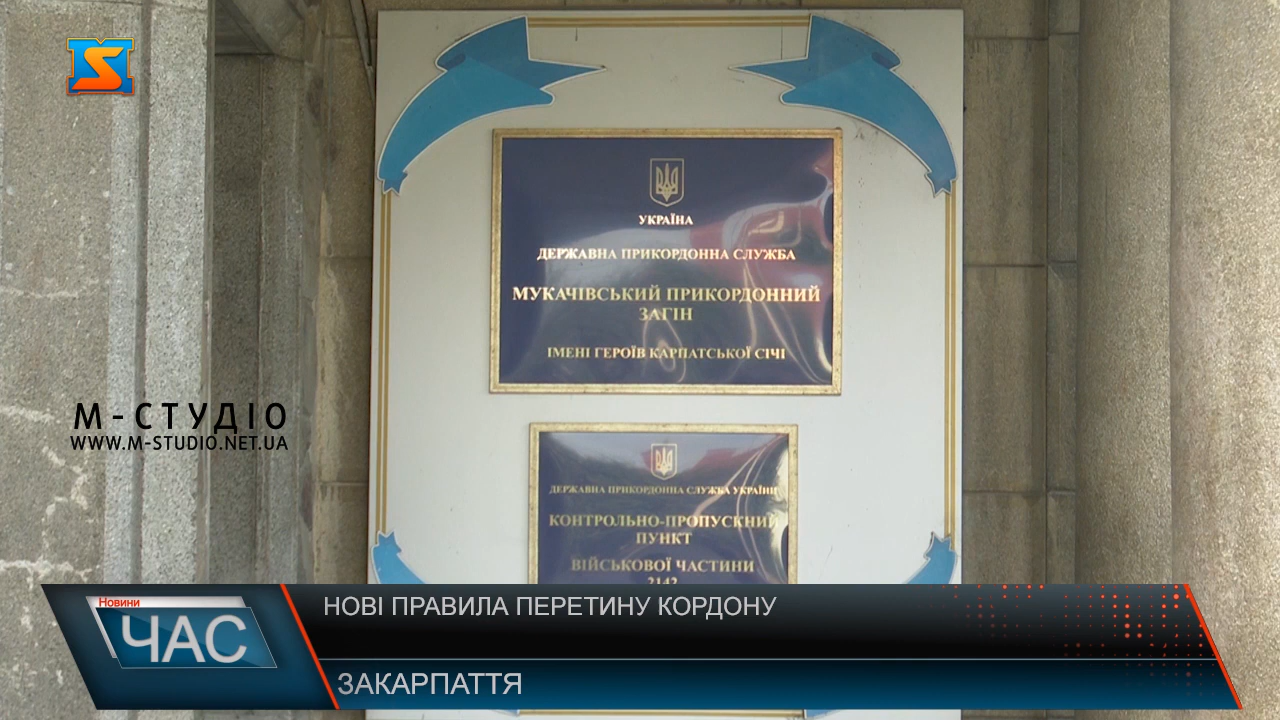 УКРАЇНА
ДЕРЖАВНА ПРИКОРДОННА СЛУЖБА
МУКАЧІВСЬКИЙ ПРИКОРДОННИЙ
ЗАГІН
ІМЕНІ ГЕРОЇВ КАРПАТСЬКОЇ СІЧІ
М-СТУДІО
WWW.M-STUDIO.NET.UA
ДЕРЖАВНА ПРИКОРДОННА СЛУЖБА УКРАЇНИ
КОНТРОЛЬНО-ПРОПУСКНИЙ
ПУНКТ
ВІЙСЬКОВОЇ ЧАСТИНИ
2142
Новини
ЧАС
НОВІ ПРАВИЛА ПЕРЕТИНУ КОРДОНУ
ЗАКАРПАТТЯ